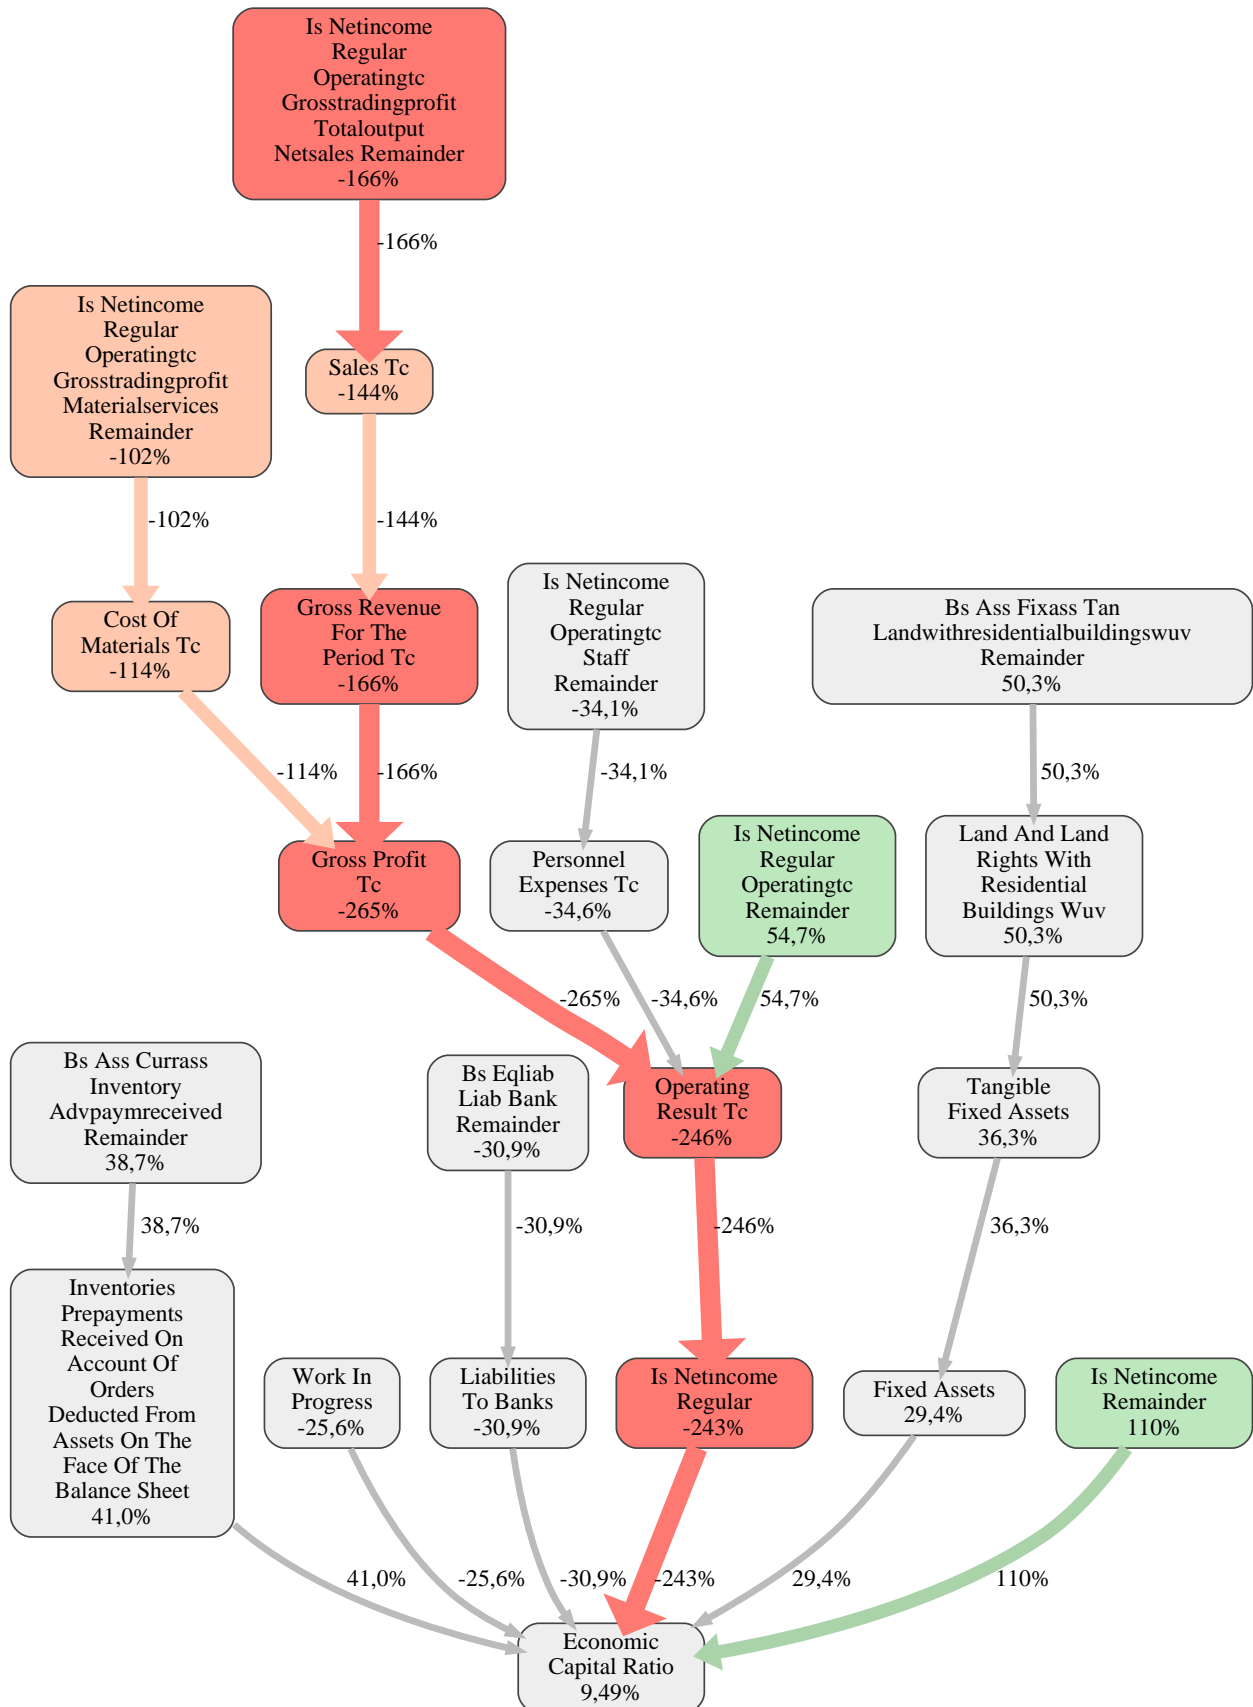 Is Netincome
Regular
Operatingtc
Grosstradingprofit
Totaloutput
Netsales Remainder
-166%
-166%
Is Netincome
Regular
Operatingtc
Grosstradingprofit
Materialservices
Remainder
-102%
Sales Tc
-144%
-102%
-144%
Cost Of
Materials Tc
-114%
Gross Revenue
For The
Period Tc
-166%
Is Netincome
Regular
Operatingtc
Staff
Remainder
-34,1%
Bs Ass Fixass Tan
Landwithresidentialbuildingswuv
Remainder
50,3%
-114%
-166%
-34,1%
50,3%
Gross Profit
Tc
-265%
Personnel
Expenses Tc
-34,6%
Is Netincome
Regular
Operatingtc
Remainder
54,7%
Land And Land
Rights With
Residential
Buildings Wuv
50,3%
-265%
-34,6%
54,7%
50,3%
Bs Ass Currass
Inventory
Advpaymreceived
Remainder
38,7%
Bs Eqliab
Liab Bank
Remainder
-30,9%
Operating
Result Tc
-246%
Tangible
Fixed Assets
36,3%
38,7%
-30,9%
-246%
36,3%
Inventories
Prepayments
Received On
Account Of
Orders
Deducted From
Assets On The
Face Of The
Balance Sheet
41,0%
Work In
Progress
-25,6%
Liabilities
To Banks
-30,9%
Is Netincome
Regular
-243%
Fixed Assets
29,4%
Is Netincome
Remainder
110%
41,0%
-25,6%
-30,9%
-243%
29,4%
110%
Economic
Capital Ratio
9,49%